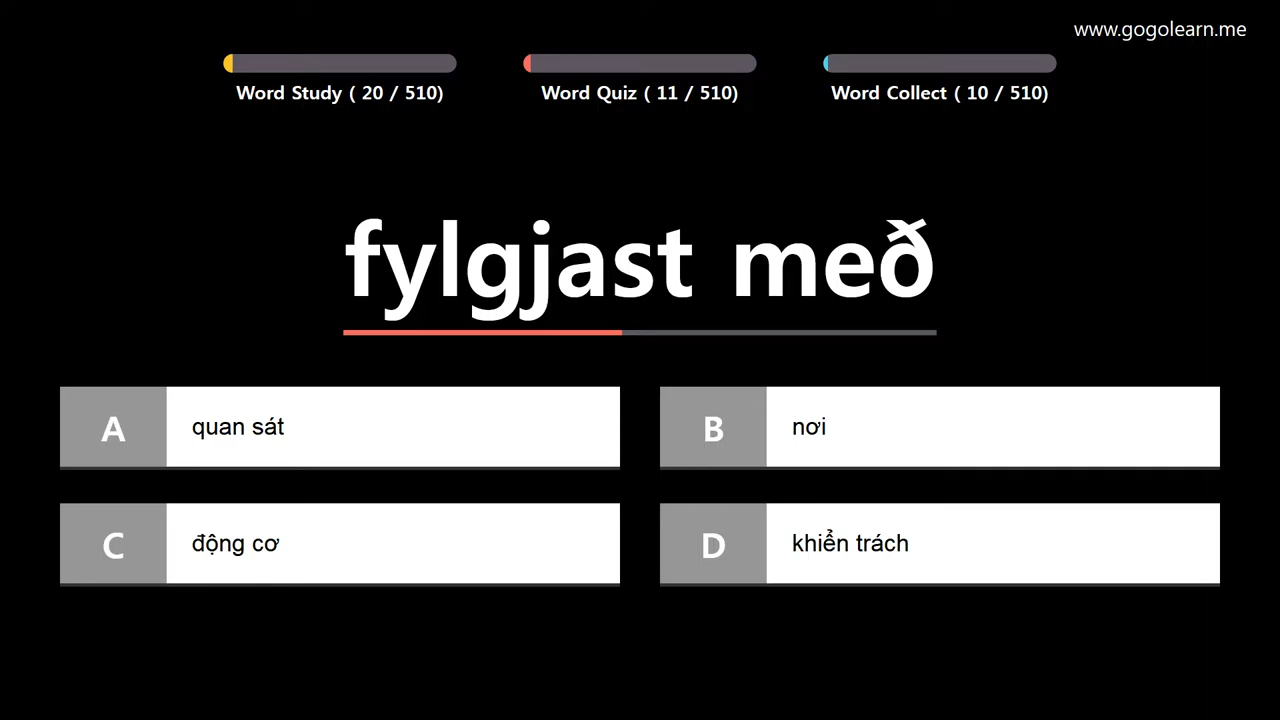 www.gogolearn.me
Word Study ( 20 / 510)
Word Quiz ( 11 / 510)
Word Collect ( 10 / 510)
fylgjast með
A quan sát
B nơi
C động cơ
D khiển trách